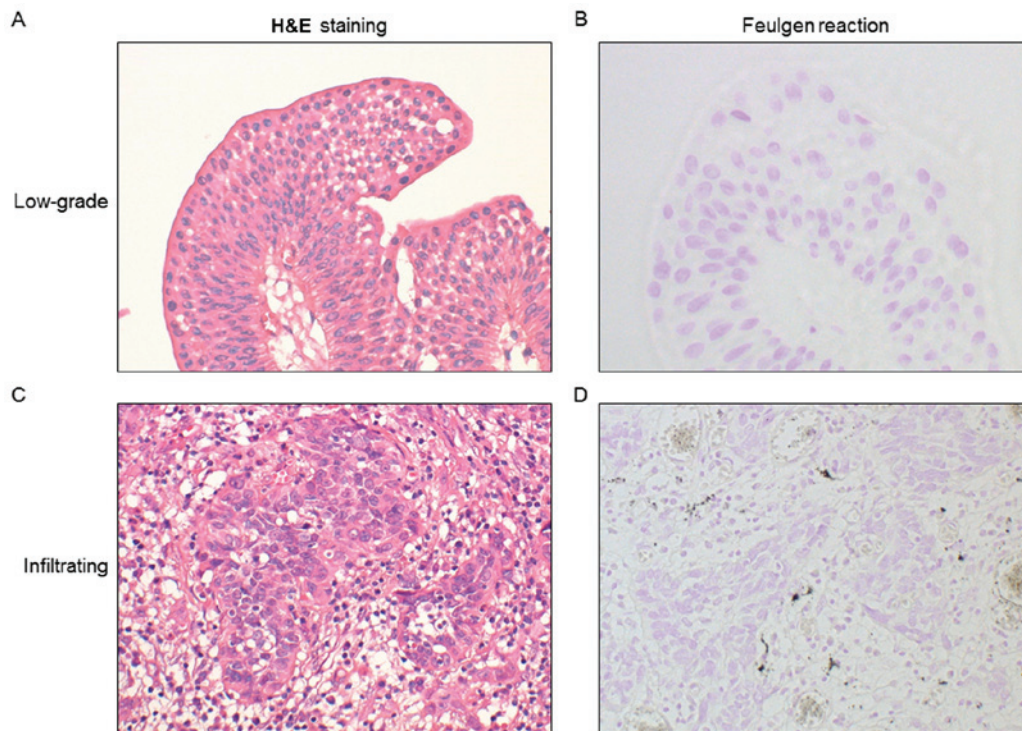 A
H&E staining
B
Feulgen reaction
Low-grade
C
D
Infiltrating